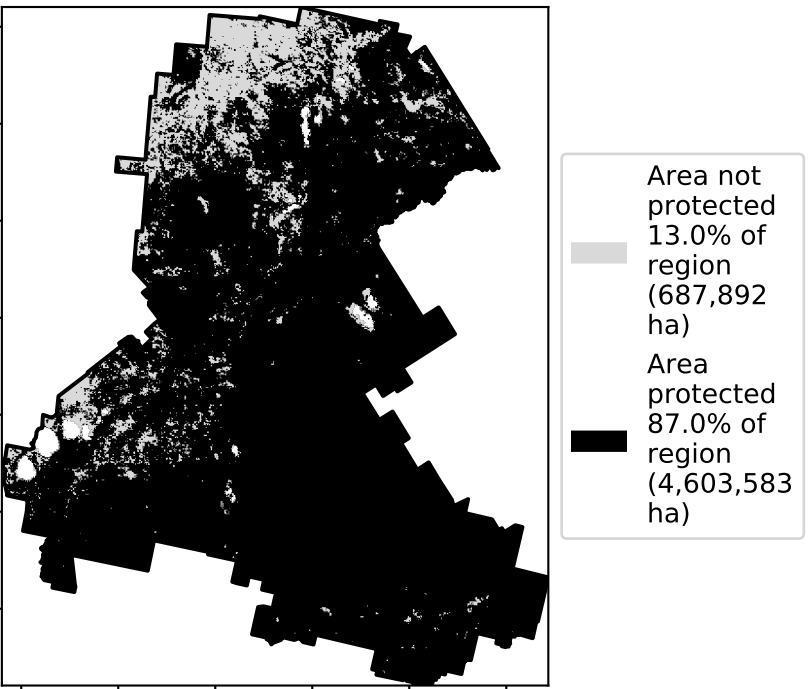 Area not
protected
13.0% of
region
(687,892
ha)
Area
protected
87.0% of
region
(4,603,583
ha)